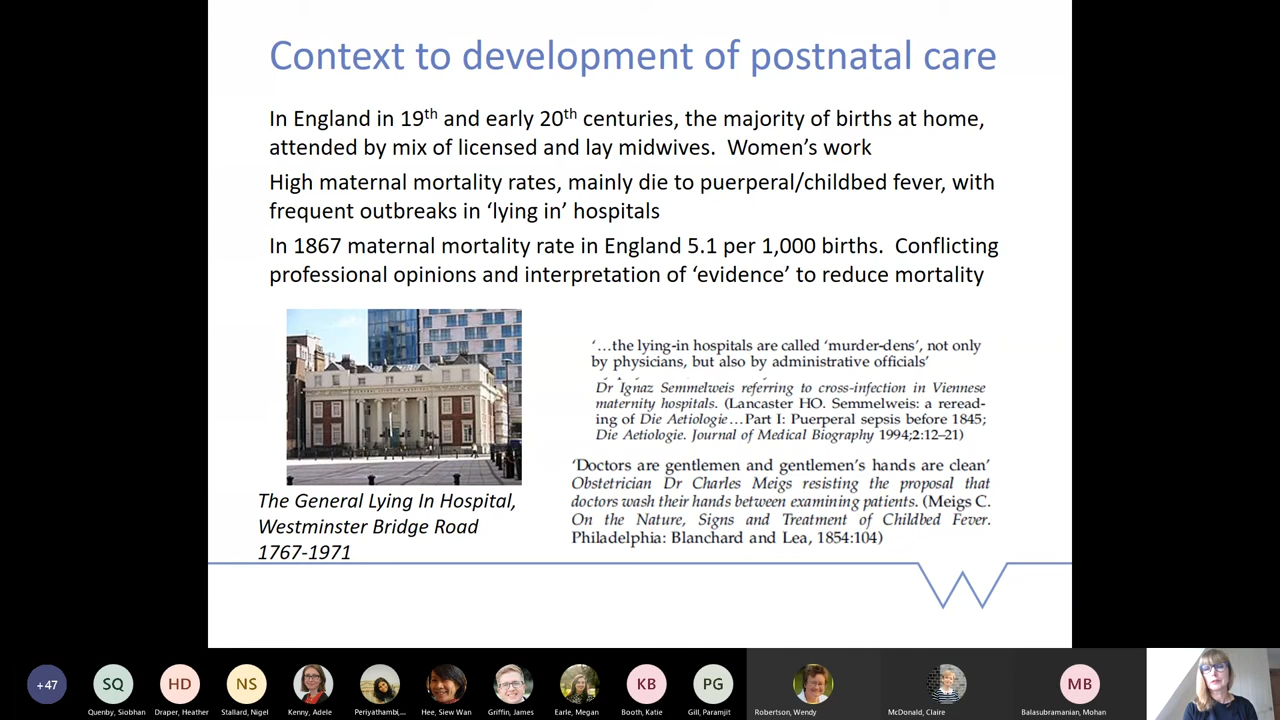 Context to development of postnatal care
In England in 19th and early 20th centuries, the majority of births at home,
attended by mix of licensed and lay midwives. Women's work
High maternal mortality rates, mainly die to puerperal/childbed fever, with
frequent outbreaks in 'lying in' hospitals
In 1867 maternal mortality rate in England 5.1 per 1,000 births. Conflicting
professional opinions and interpretation of 'evidence' to reduce mortality
'…the lying-in hospitals are called 'murder-dens', not only
by physicians, but also by administrative officials'
Dr Ignaz Semmelweis referring to cross-infection in Viennese
maternity hospitals. (Lancaster HO. Semmelweis: a reread-
ing of Die Aetiologie…Part I: Puerperal sepsis before 1845;
Die Aetiologie. Journal of Medical Biography 1994;2:12–21)
'Doctors are gentlemen and gentlemen's hands are clean'
Obstetrician Dr Charles Meigs resisting the proposal that
doctors wash their hands between examining patients. (Meigs C.
On the Nature, Signs and Treatment of Childbed Fever.
Philadelphia: Blanchard and Lea, 1854:104)
The General Lying In Hospital,
Westminster Bridge Road
1767-1971
+47
SQ
HD
NS
KB
PG
MB
Quenby, Siobhan
Draper, Heather
Stallard, Nigel
Kenny, Adele
Periyathambi,...
Hee, Siew Wan
Griffin, James
Earle, Megan
Booth, Katie
Gill, Paramjit
Robertson, Wendy
McDonald, Claire
Balasubramanian, Mohan